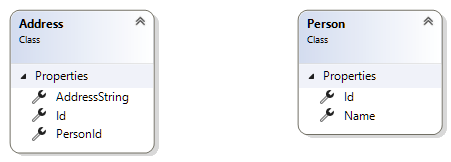 Address
Class
Properties
AddressString
Id
PersonId
Person
Class
Properties
Id
Name